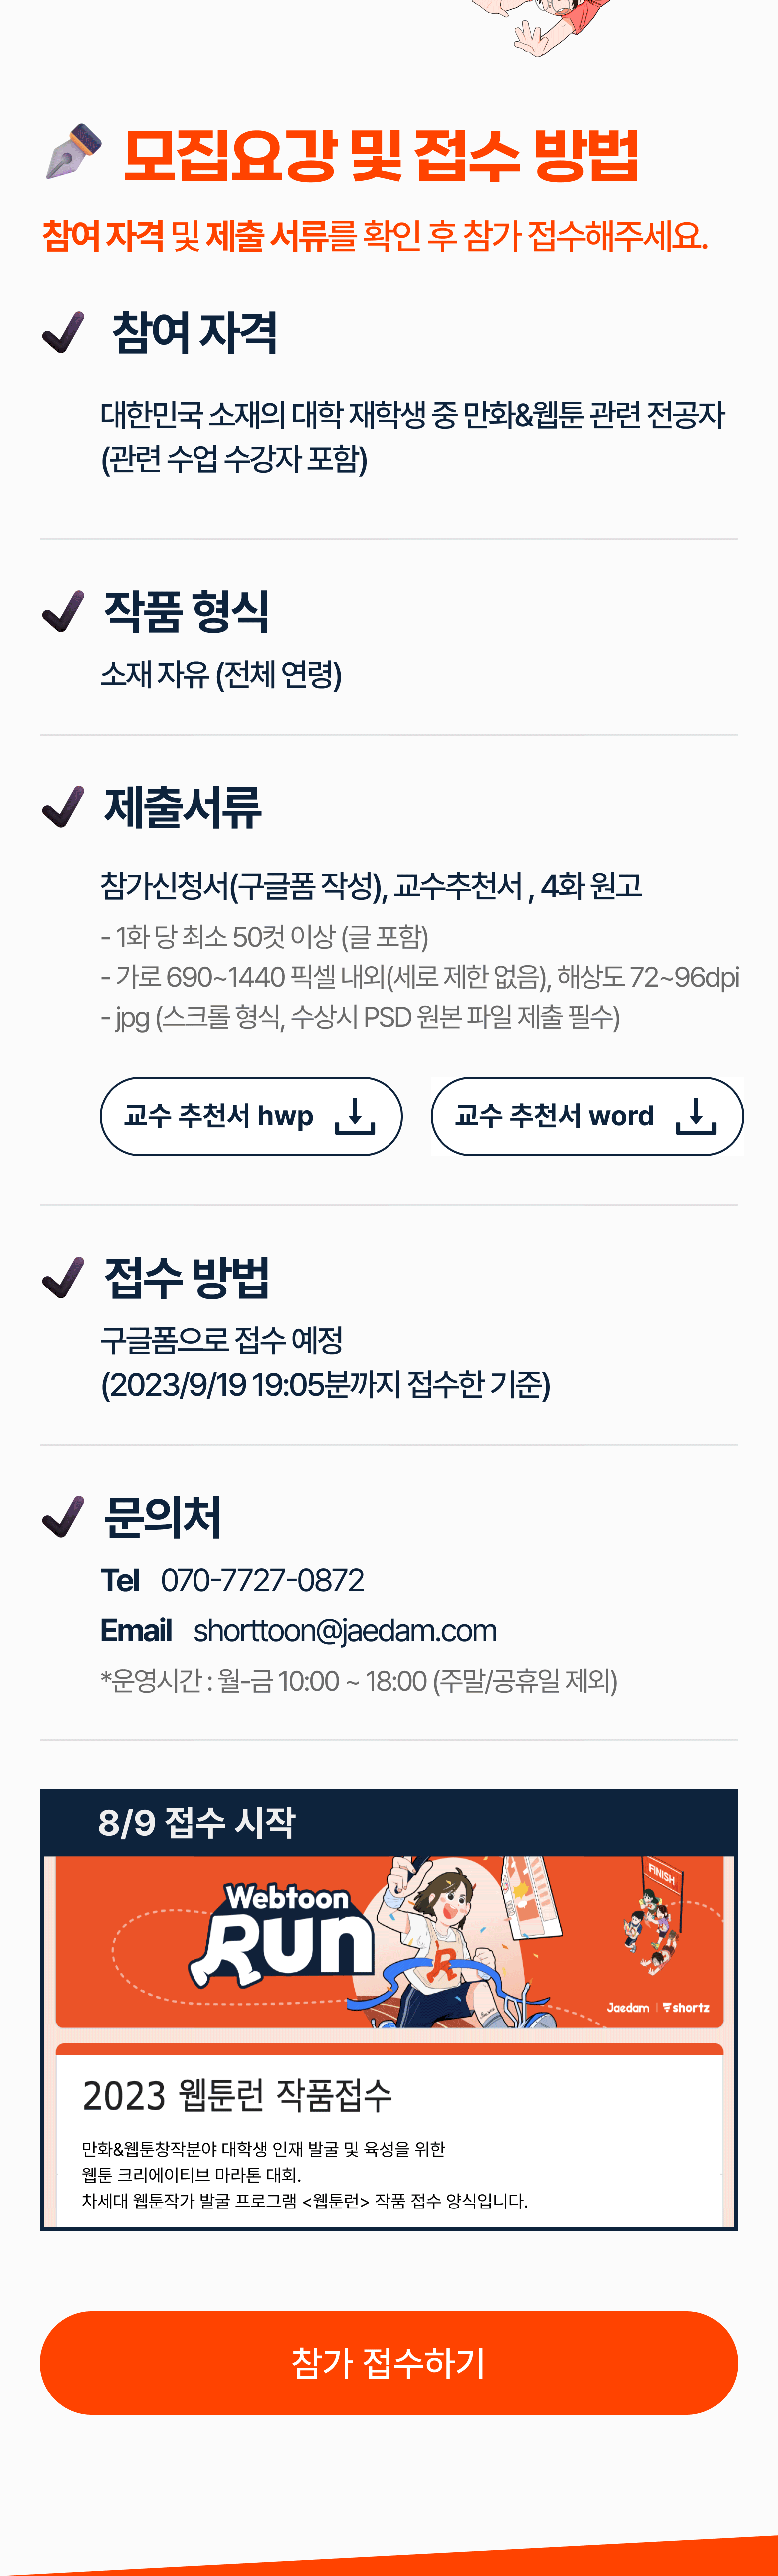 모집요강 및 접수 방법
참여 자격 및 제출 서류를 확인 후 참가 접수해주세요.
참여 자격
대한민국 소재의 대학 재학생 중 만화&웹툰 관련 전공자
(관련 수업 수강자 포함)
작품 형식
소재 자유 (전체 연령)
제출서류
참가신청서(구글폼 작성), 교수추천서 , 4화 원고
- 1화 당 최소 50컷 이상 (글 포함)
- 가로 690~1440 픽셀 내외(세로 제한 없음), 해상도 72~96dpi
- jpg (스크롤 형식, 수상시 PSD 원본 파일 제출 필수)
교수 추천서 hwp
교수 추천서 word
접수 방법
구글폼으로 접수 예정
(2023/9/19 19:05분까지 접수한 기준)
문의처
Tel 070-7727-0872
Email shorttoon@jaedam.com
*운영시간 : 월-금 10:00 ~ 18:00 (주말/공휴일 제외)
8/9 접수 시작
FINISH
Webtoon
Run
R
Jaedam | shortz
2023 웹툰런 작품접수
만화&웹툰창작분야 대학생 인재 발굴 및 육성을 위한
웹툰 크리에이티브 마라톤 대회.
차세대 웹툰작가 발굴 프로그램 <웹툰런> 작품 접수 양식입니다.
참가 접수하기